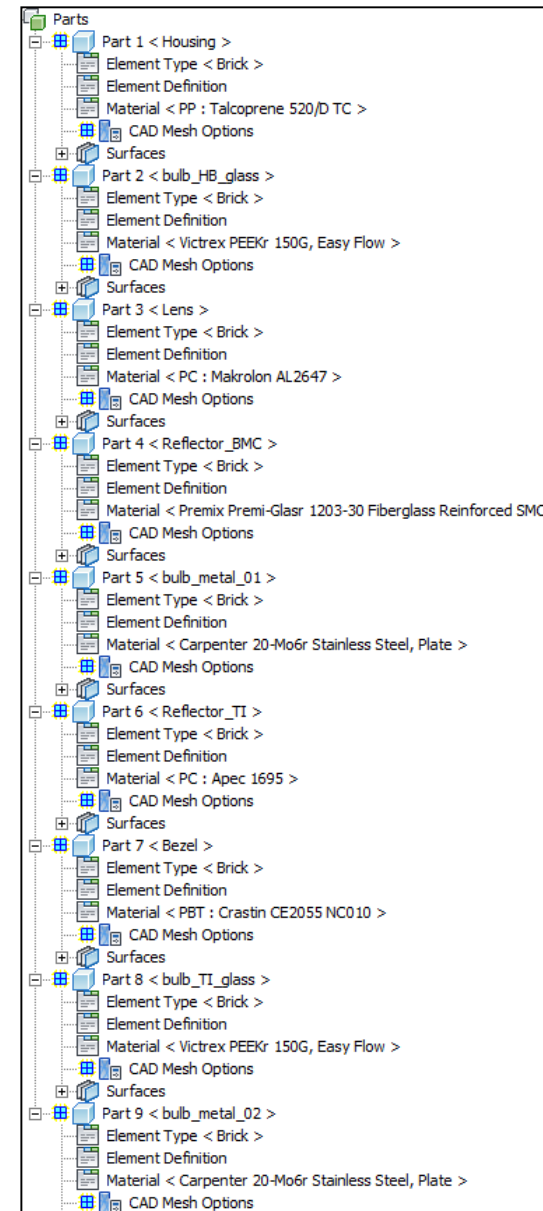 Parts
Part 1 < Housing >
Element Type < Brick >
Element Definition
Material < PP : Talcoprene 520/D TC >
CAD Mesh Options
Surfaces
Part 2 < bulb_HB_glass >
Element Type < Brick >
Element Definition
Material < Victrex PEEKr 150G, Easy Flow >
CAD Mesh Options
Surfaces
Part 3 < Lens >
Element Type < Brick >
Element Definition
Material < PC : Makrolon AL2647 >
CAD Mesh Options
Surfaces
Part 4 < Reflector_BMC >
Element Type < Brick >
Element Definition
Material < Premix Premi-Glasr 1203-30 Fiberglass Reinforced SMC
CAD Mesh Options
Surfaces
Part 5 < bulb_metal_01 >
Element Type < Brick >
Element Definition
Material < Carpenter 20-Mo6r Stainless Steel, Plate >
CAD Mesh Options
Surfaces
Part 6 < Reflector_TI >
Element Type < Brick >
Element Definition
Material < PC : Apec 1695 >
CAD Mesh Options
Surfaces
Part 7 < Bezel >
Element Type < Brick >
Element Definition
Material < PBT : Crastin CE2055 NC010 >
CAD Mesh Options
Surfaces
Part 8 < bulb_TI_glass >
Element Type < Brick >
Element Definition
Material < Victrex PEEKr 150G, Easy Flow >
CAD Mesh Options
Surfaces
Part 9 < bulb_metal_02 >
Element Type < Brick >
Element Definition
Material < Carpenter 20-Mo6r Stainless Steel, Plate >
CAD Mesh Options